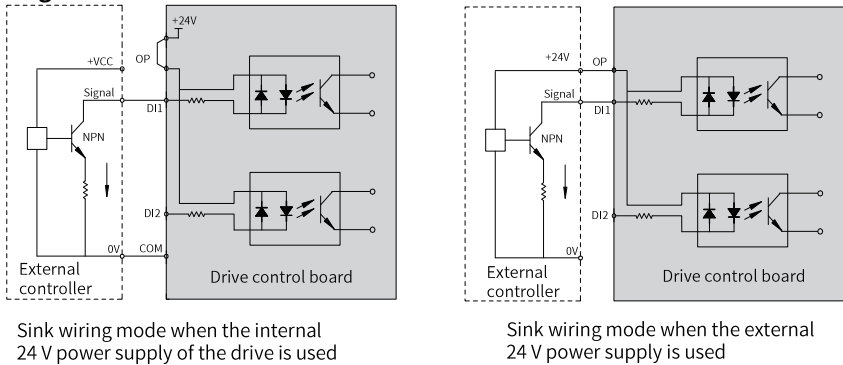 +24V
OP
+VCC
Signal
DI1
NPN
DI2
0V
COM
External
controller
Drive control board
Sink wiring mode when the internal
24 V power supply of the drive is used
+24V
OP
Signal
DI1
NPN
DI2
0V
External
controller
Drive control board
Sink wiring mode when the external
24 V power supply is used